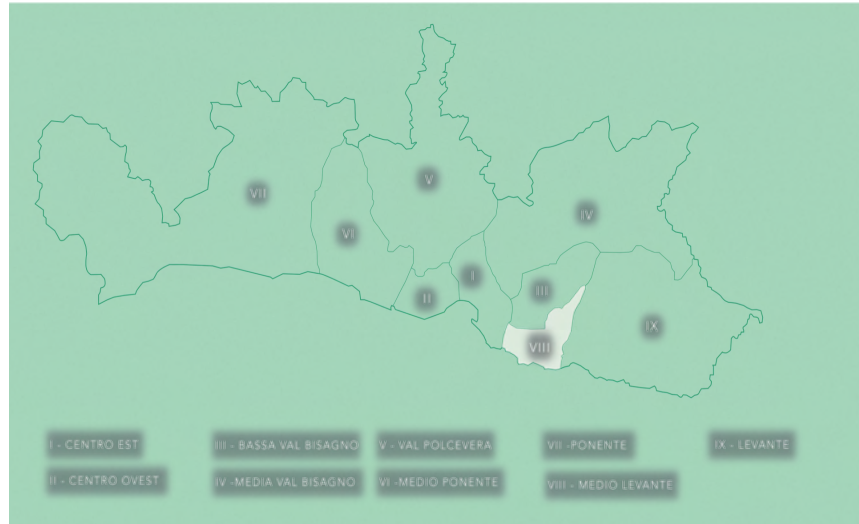 V
VII
IV
VI
I
III
II
IX
VIII
I - CENTRO EST
III - BASSA VAL BISAGNO
V - VAL POLCEVERA
VII -PONENTE
IX - LEVANTE
II - CENTRO OVEST
IV -MEDIA VAL BISAGNO
VI -MEDIO PONENTE
VIII - MEDIO LEVANTE